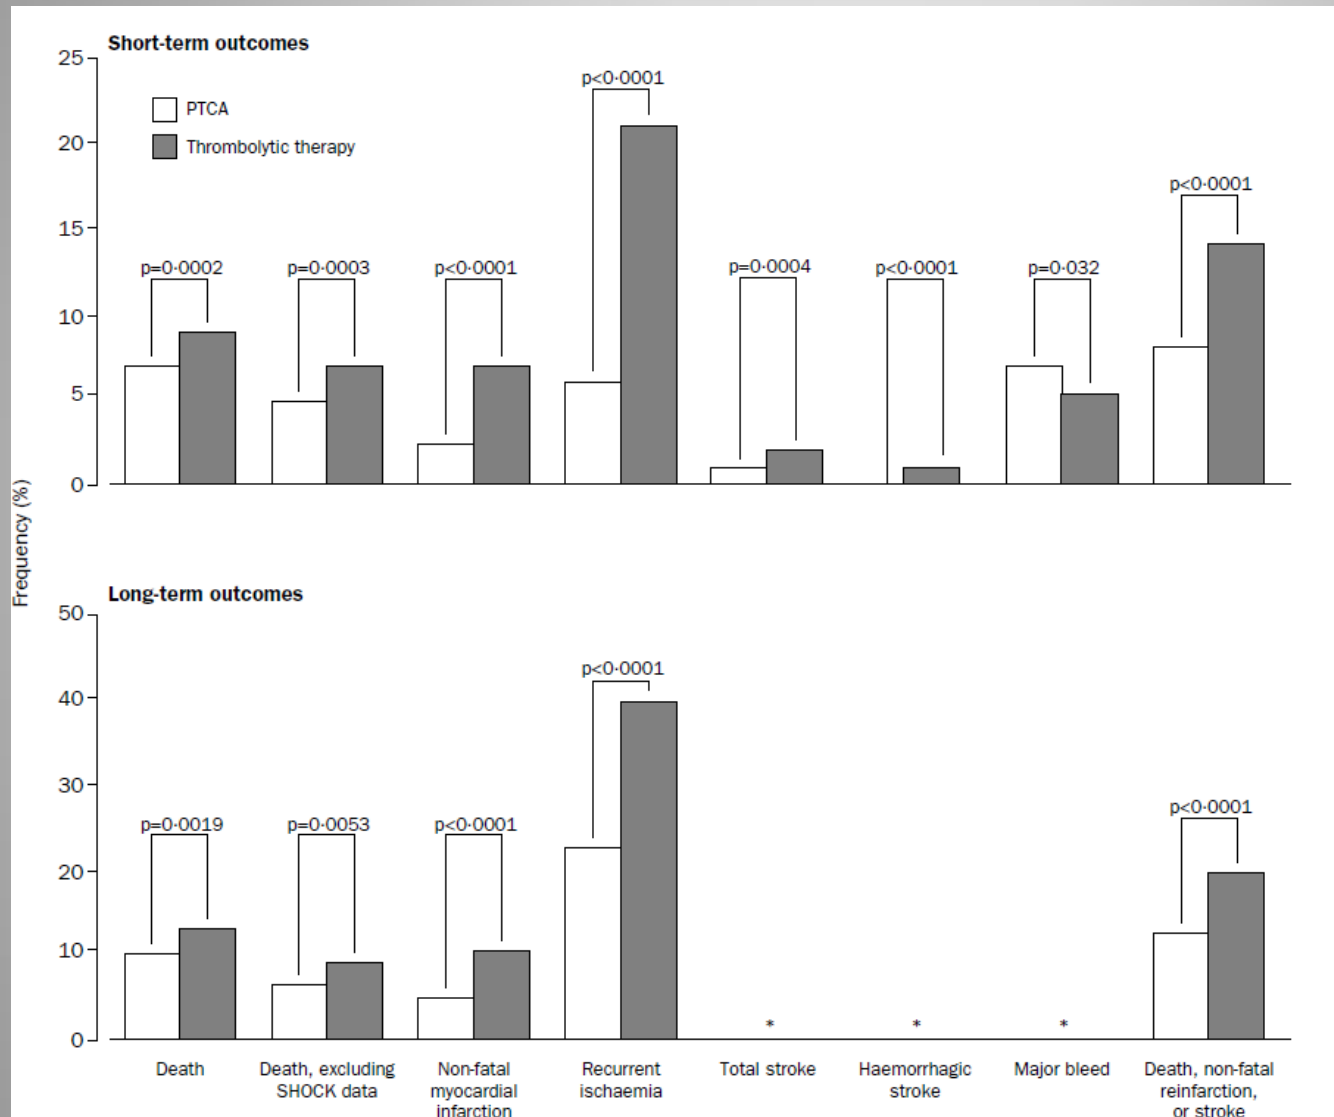 Short-term outcomes
25
20
15
10
5
0
PTCA
Thrombolytic therapy
p=0·0002
p=0·0003
p<0·0001
p<0·0001
p=0·0004
p<0·0001
p=0·032
p<0·0001
Frequency (%)
Long-term outcomes
50
40
30
20
10
0
p=0·0019
p=0·0053
p<0·0001
p<0·0001
*
*
*
p<0·0001
Death
Death, excluding
SHOCK data
Non-fatal
myocardial
infarction
Recurrent
ischaemia
Total stroke
Haemorrhagic
stroke
Major bleed
Death, non-fatal
reinfarction,
or stroke